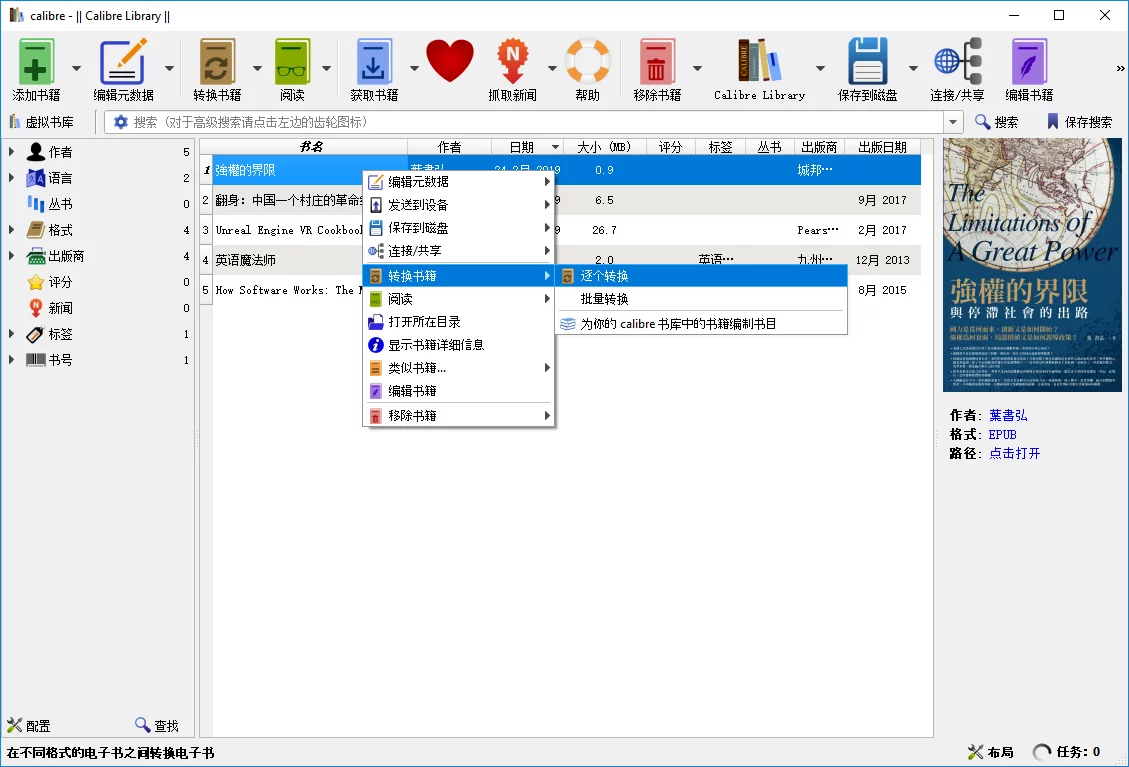 calibre - || Calibre Library ||
添加书籍 编辑元数据 转换书籍 阅读 获取书籍 抓取新闻 帮助 移除书籍 Calibre Library 保存到磁盘 连接/共享 编辑书籍 »
虚拟书库 搜索（对于高级搜索请点击左边的齿轮图标） 搜索 保存搜索
作者 5
语言 2
丛书 0
格式 4
出版商 4
评分 0
新闻 0
标签 1
书号 1
书名 作者 日期 大小 (MB) 评分 标签 丛书 出版商 出版日期
1 強權的界限 葉書弘 24 2月 2019 0.9 城邦…
2 翻身：中国一个村庄的革命 9 6.5 9月 2017
3 Unreal Engine VR Cookbook 9 26.7 Pears… 2月 2017
4 英语魔法师 2.0 英语… 九州… 12月 2013
5 How Software Works: The M 8月 2015
编辑元数据
发送到设备
保存到磁盘
连接/共享
转换书籍
阅读
打开所在目录
显示书籍详细信息
类似书籍...
编辑书籍
移除书籍
逐个转换
批量转换
为你的 calibre 书库中的书籍编制书目
The
Limitations of
A Great Power
強權的界限
與停滯社會的出路
作者: 葉書弘
格式: EPUB
路径: 点击打开
配置 查找
在不同格式的电子书之间转换电子书 布局 任务: 0